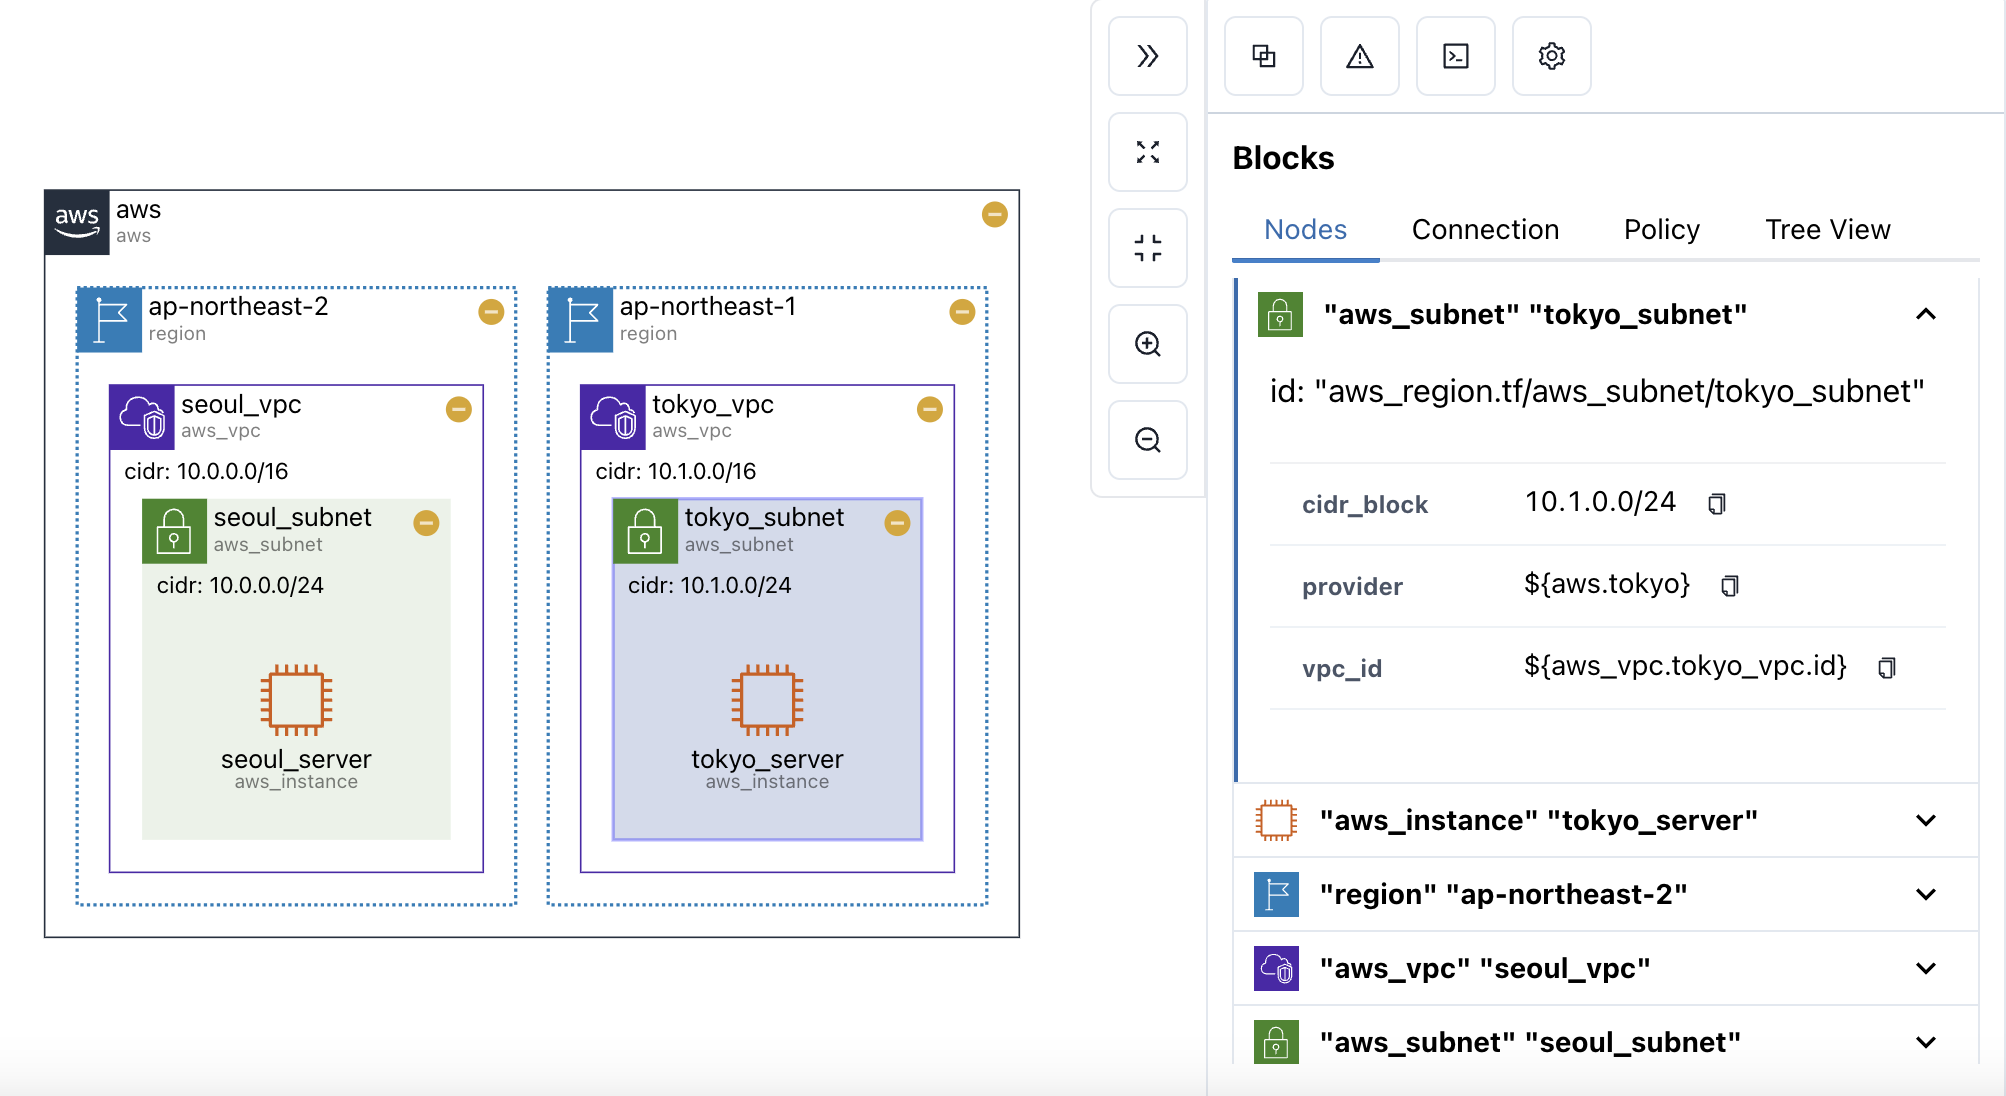 aws
aws
aws
ap-northeast-2
region
seoul_vpc
aws_vpc
cidr: 10.0.0.0/16
seoul_subnet
aws_subnet
cidr: 10.0.0.0/24
seoul_server
aws_instance
ap-northeast-1
region
tokyo_vpc
aws_vpc
cidr: 10.1.0.0/16
tokyo_subnet
aws_subnet
cidr: 10.1.0.0/24
tokyo_server
aws_instance
Blocks
Nodes Connection Policy Tree View
"aws_subnet" "tokyo_subnet"
id: "aws_region.tf/aws_subnet/tokyo_subnet"
cidr_block 10.1.0.0/24
provider ${aws.tokyo}
vpc_id ${aws_vpc.tokyo_vpc.id}
"aws_instance" "tokyo_server"
"region" "ap-northeast-2"
"aws_vpc" "seoul_vpc"
"aws_subnet" "seoul_subnet"